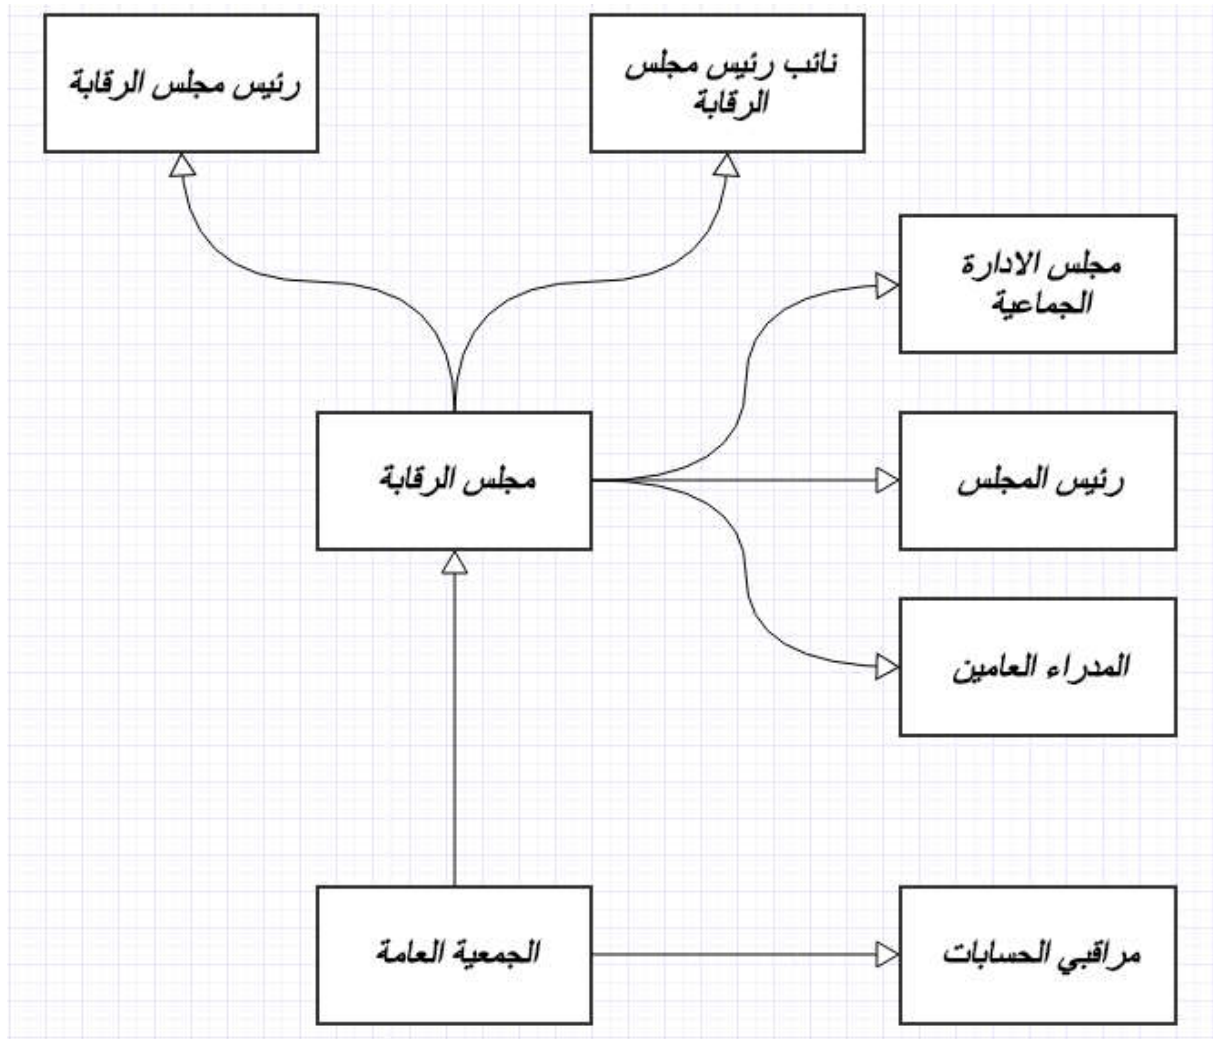 نائب رئيس مجلس
الرقابة
رئيس مجلس الرقابة
مجلس الادارة
الجماعية
مجلس الرقابة
رئيس المجلس
المدراء العامين
الجمعية العامة
مراقبي الحسابات